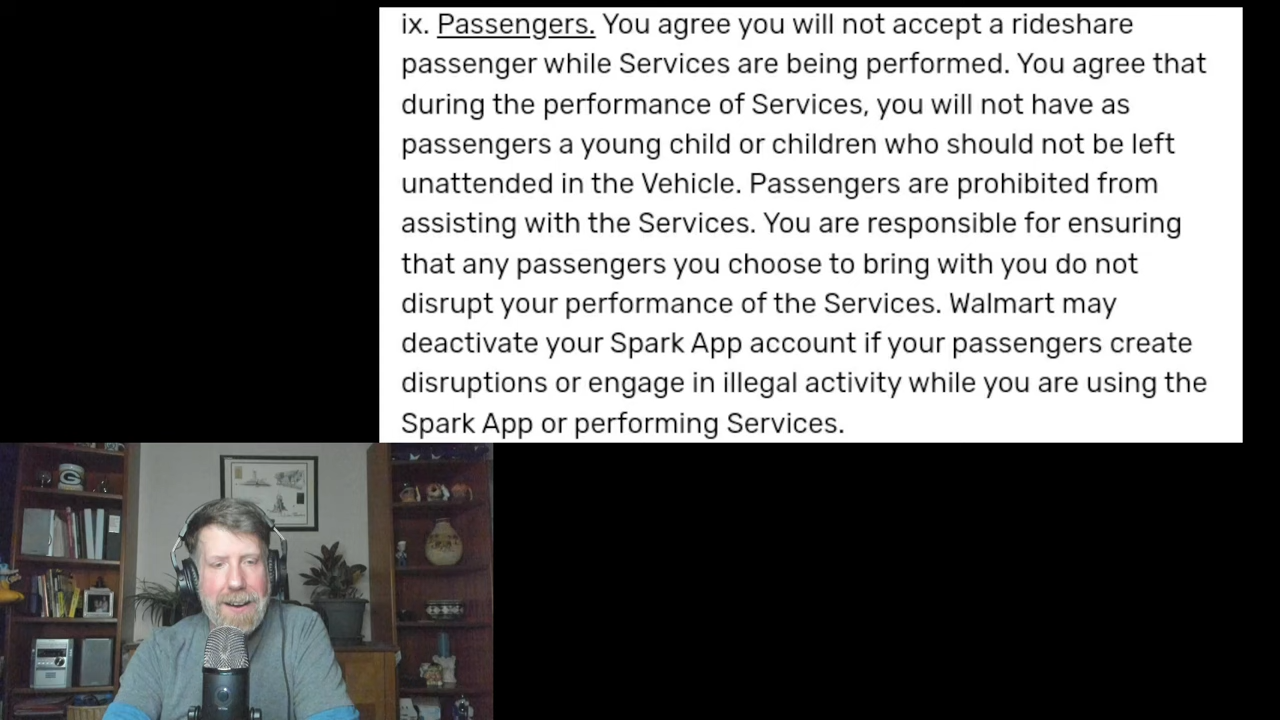 ix. Passengers. You agree you will not accept a rideshare
passenger while Services are being performed. You agree that
during the performance of Services, you will not have as
passengers a young child or children who should not be left
unattended in the Vehicle. Passengers are prohibited from
assisting with the Services. You are responsible for ensuring
that any passengers you choose to bring with you do not
disrupt your performance of the Services. Walmart may
deactivate your Spark App account if your passengers create
disruptions or engage in illegal activity while you are using the
Spark App or performing Services.
G